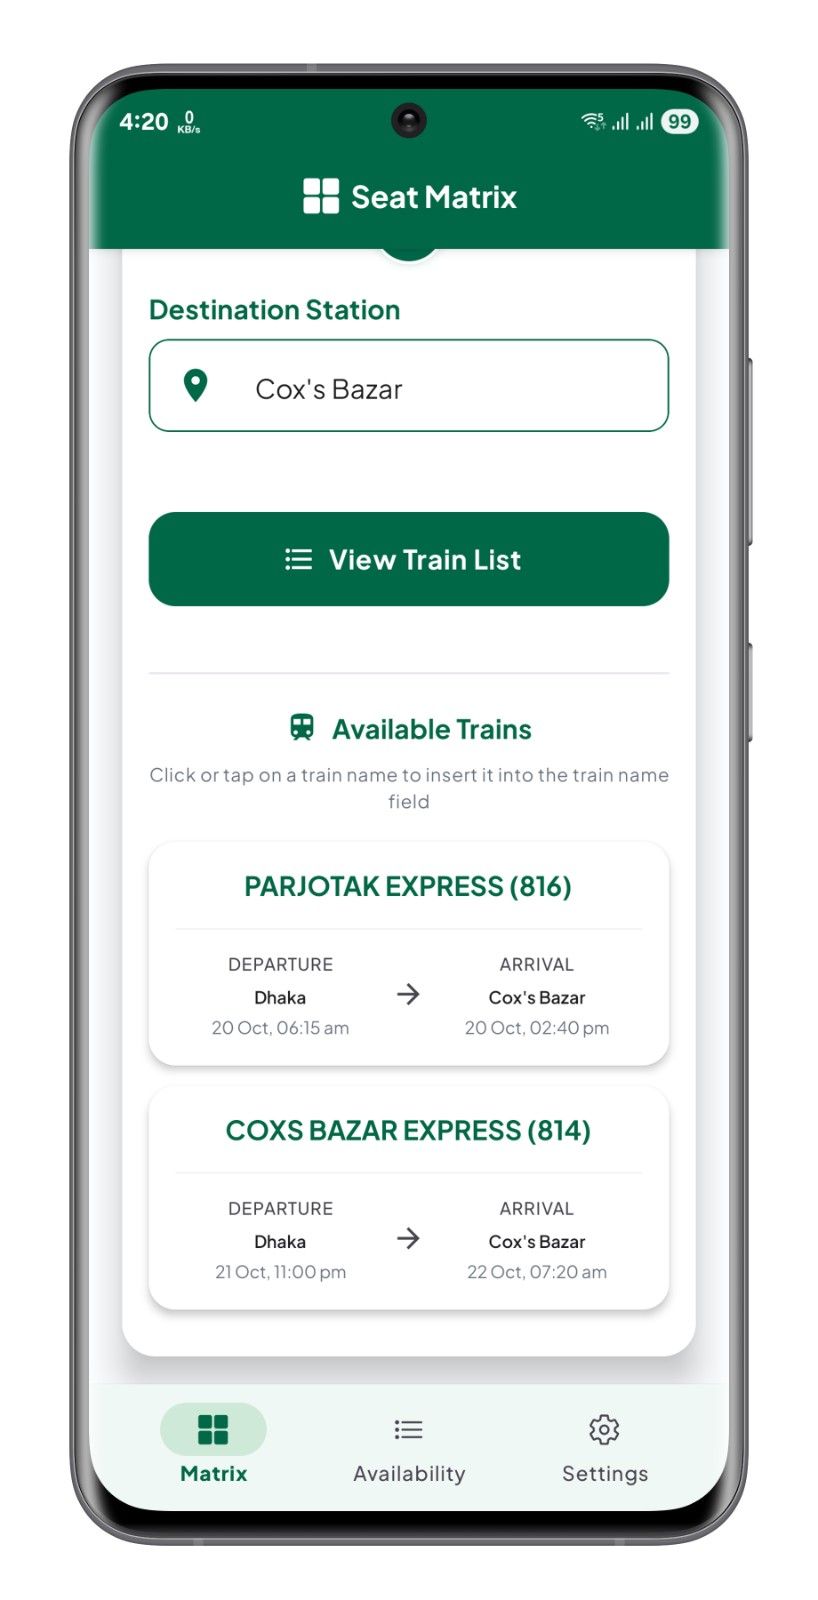 4:20 0 KB/s 5 99
Seat Matrix
Destination Station
Cox's Bazar
View Train List
Available Trains
Click or tap on a train name to insert it into the train name
field
PARJOTAK EXPRESS (816)
DEPARTURE ARRIVAL
Dhaka Cox's Bazar
20 Oct, 06:15 am 20 Oct, 02:40 pm
COXS BAZAR EXPRESS (814)
DEPARTURE ARRIVAL
Dhaka Cox's Bazar
21 Oct, 11:00 pm 22 Oct, 07:20 am
Matrix Availability Settings